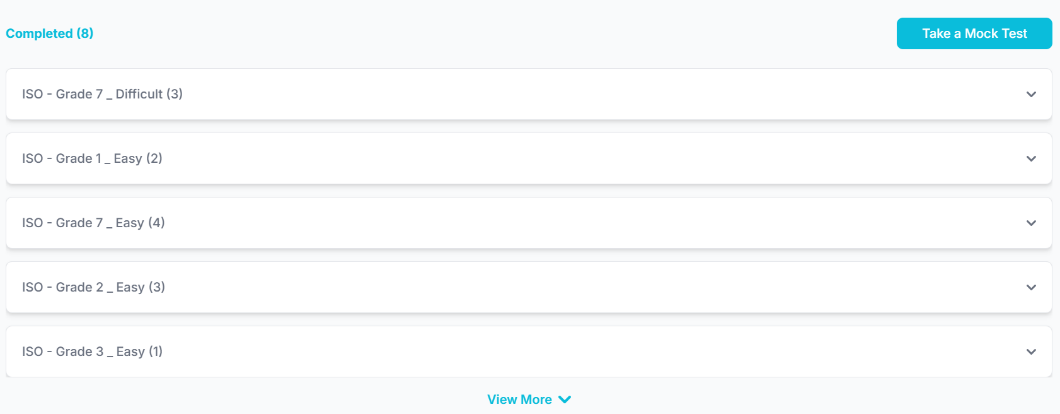 Completed (8)
Take a Mock Test
ISO - Grade 7 _ Difficult (3)
ISO - Grade 1 _ Easy (2)
ISO - Grade 7 _ Easy (4)
ISO - Grade 2 _ Easy (3)
ISO - Grade 3 _ Easy (1)
View More